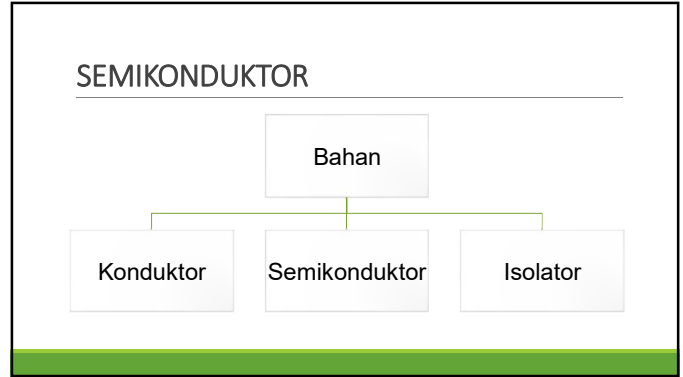 SEMIKONDUKTOR
Bahan
Konduktor
Semikonduktor
Isolator